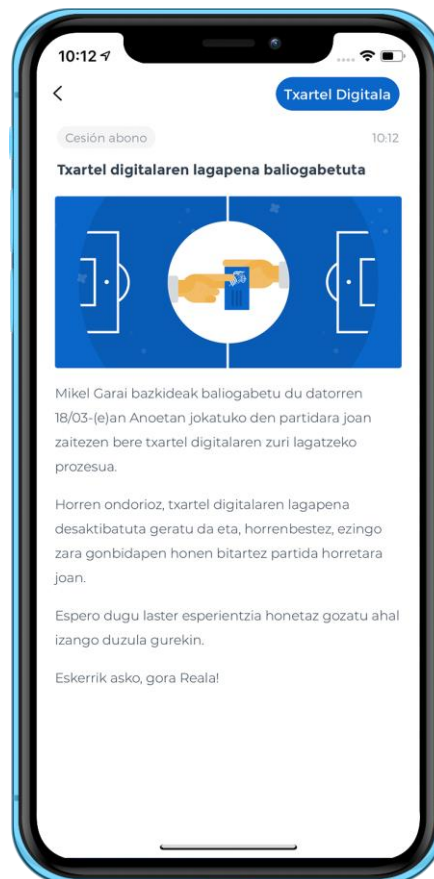 10:12
Txartel Digitala
Cesión abono
10:12
Txartel digitalaren lagapena baliogabetuta
Mikel Garai bazkideak baliogabetu du datorren
18/03-(e)an Anoetan jokatuko den partidara joan
zaitezen bere txartel digitalaren zuri lagatzeko
prozesua.
Horren ondorioz, txartel digitalaren lagapena
desaktibatuta geratu da eta, horrenbestez, ezingo
zara gonbidapen honen bitartez partida horretara
joan.
Espero dugu laster esperientzia honetaz gozatu ahal
izango duzula gurekin.
Eskerrik asko, gora Reala!